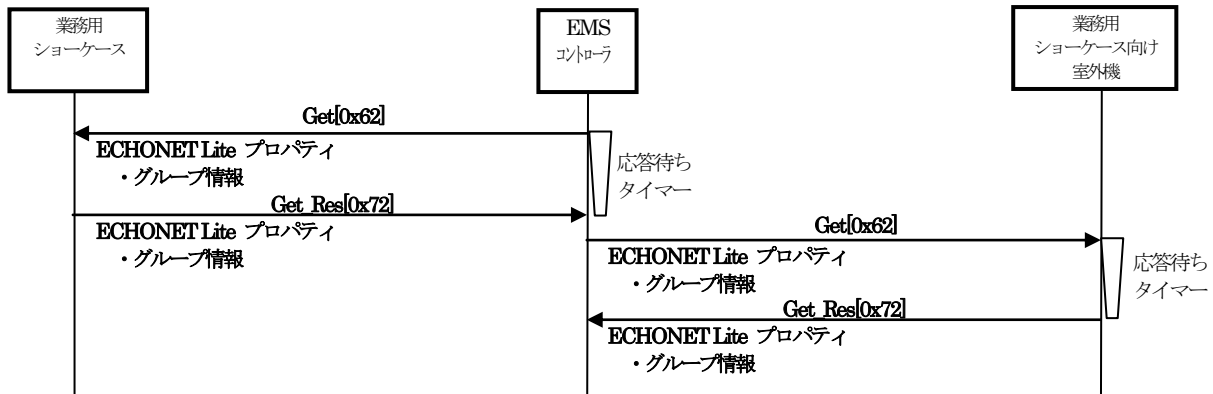 業務用
ショーケース
EMS
コントローラ
業務用
ショーケース向け
室外機
Get[0x62]
ECHONET Lite プロパティ
・グループ情報
応答待ち
タイマー
Get_Res[0x72]
ECHONET Lite プロパティ
・グループ情報
Get[0x62]
ECHONET Lite プロパティ
・グループ情報
応答待ち
タイマー
Get_Res[0x72]
ECHONET Lite プロパティ
・グループ情報